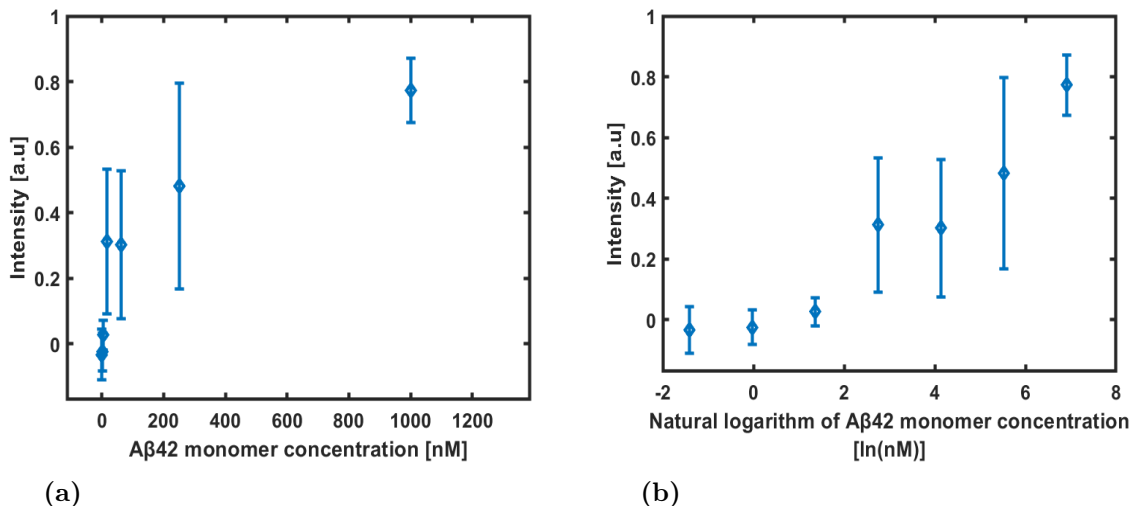 1
0.8
0.6
0.4
0.2
0
Intensity [a.u]
0 200 400 600 800 1000 1200
Aβ42 monomer concentration [nM]
(a)
1
0.8
0.6
0.4
0.2
0
Intensity [a.u]
-2 0 2 4 6 8
Natural logarithm of Aβ42 monomer concentration
[ln(nM)]
(b)